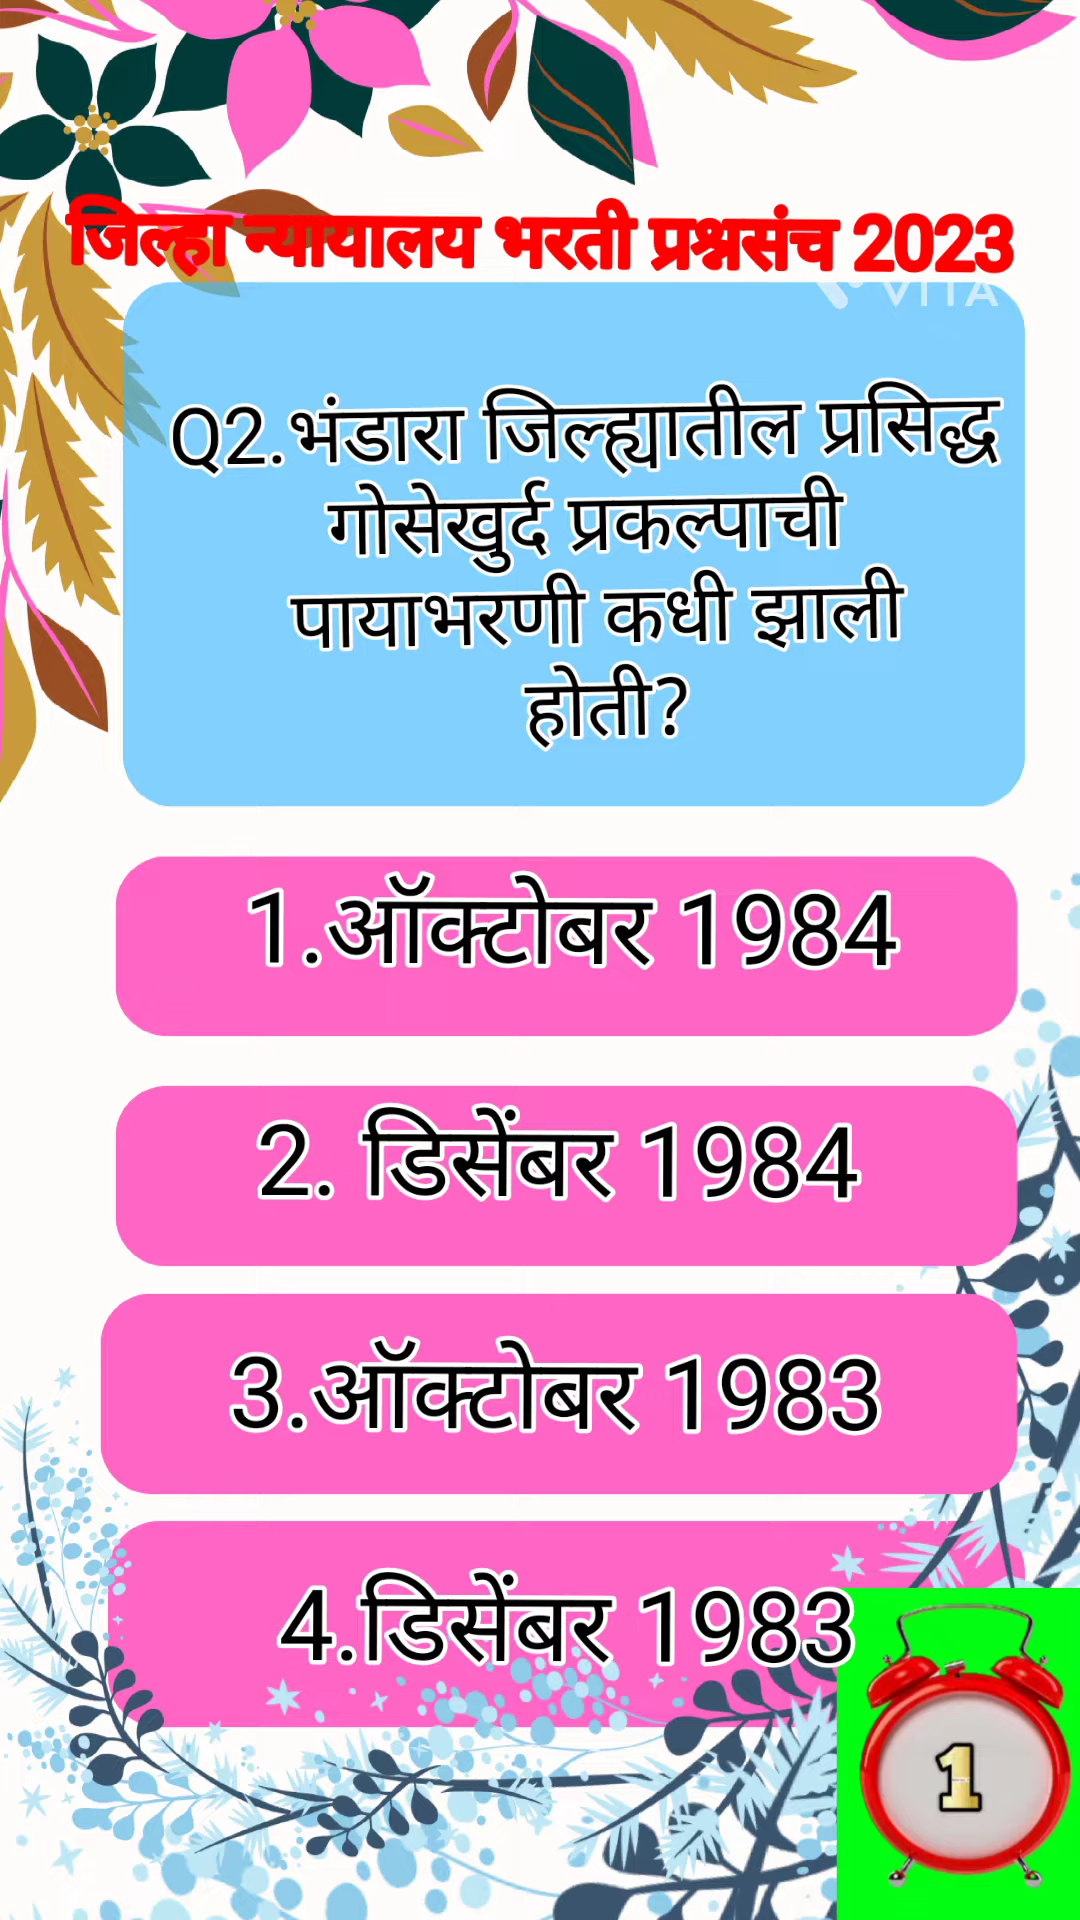 जिल्हा न्यायालय भरती प्रश्नसंच 2023
VITA
Q2.भंडारा जिल्ह्यातील प्रसिद्ध
गोसेखुर्द प्रकल्पाची
पायाभरणी कधी झाली
होती?
1.ऑक्टोबर 1984
2. डिसेंबर 1984
3.ऑक्टोबर 1983
4.डिसेंबर 1983
1